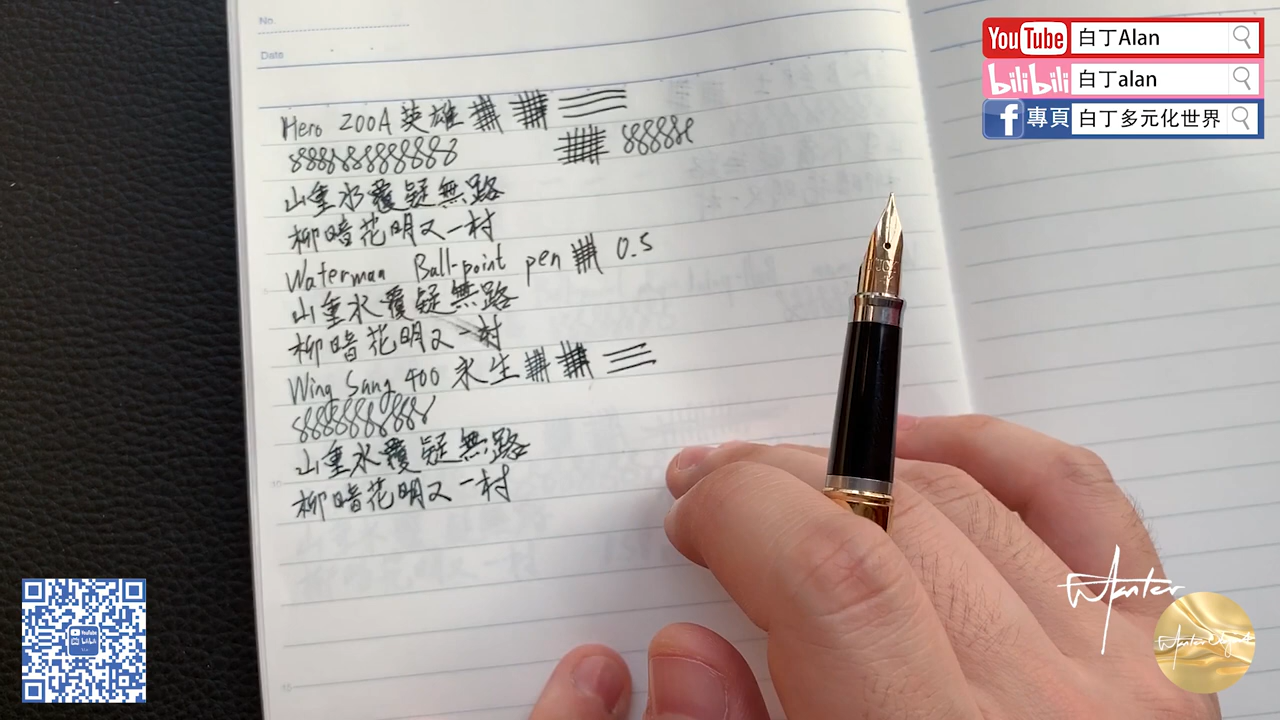 No.
Date
Hero 200A 英雄
山重水覆疑無路
柳暗花明又一村
Waterman Ball-point pen 0.5
山重水覆疑無路
柳暗花明又一村
Wing Sang 400 永生
山重水覆疑無路
柳暗花明又一村
10
15
YouTube 白丁Alan
bilibili 白丁alan
f 專頁 白丁多元化世界